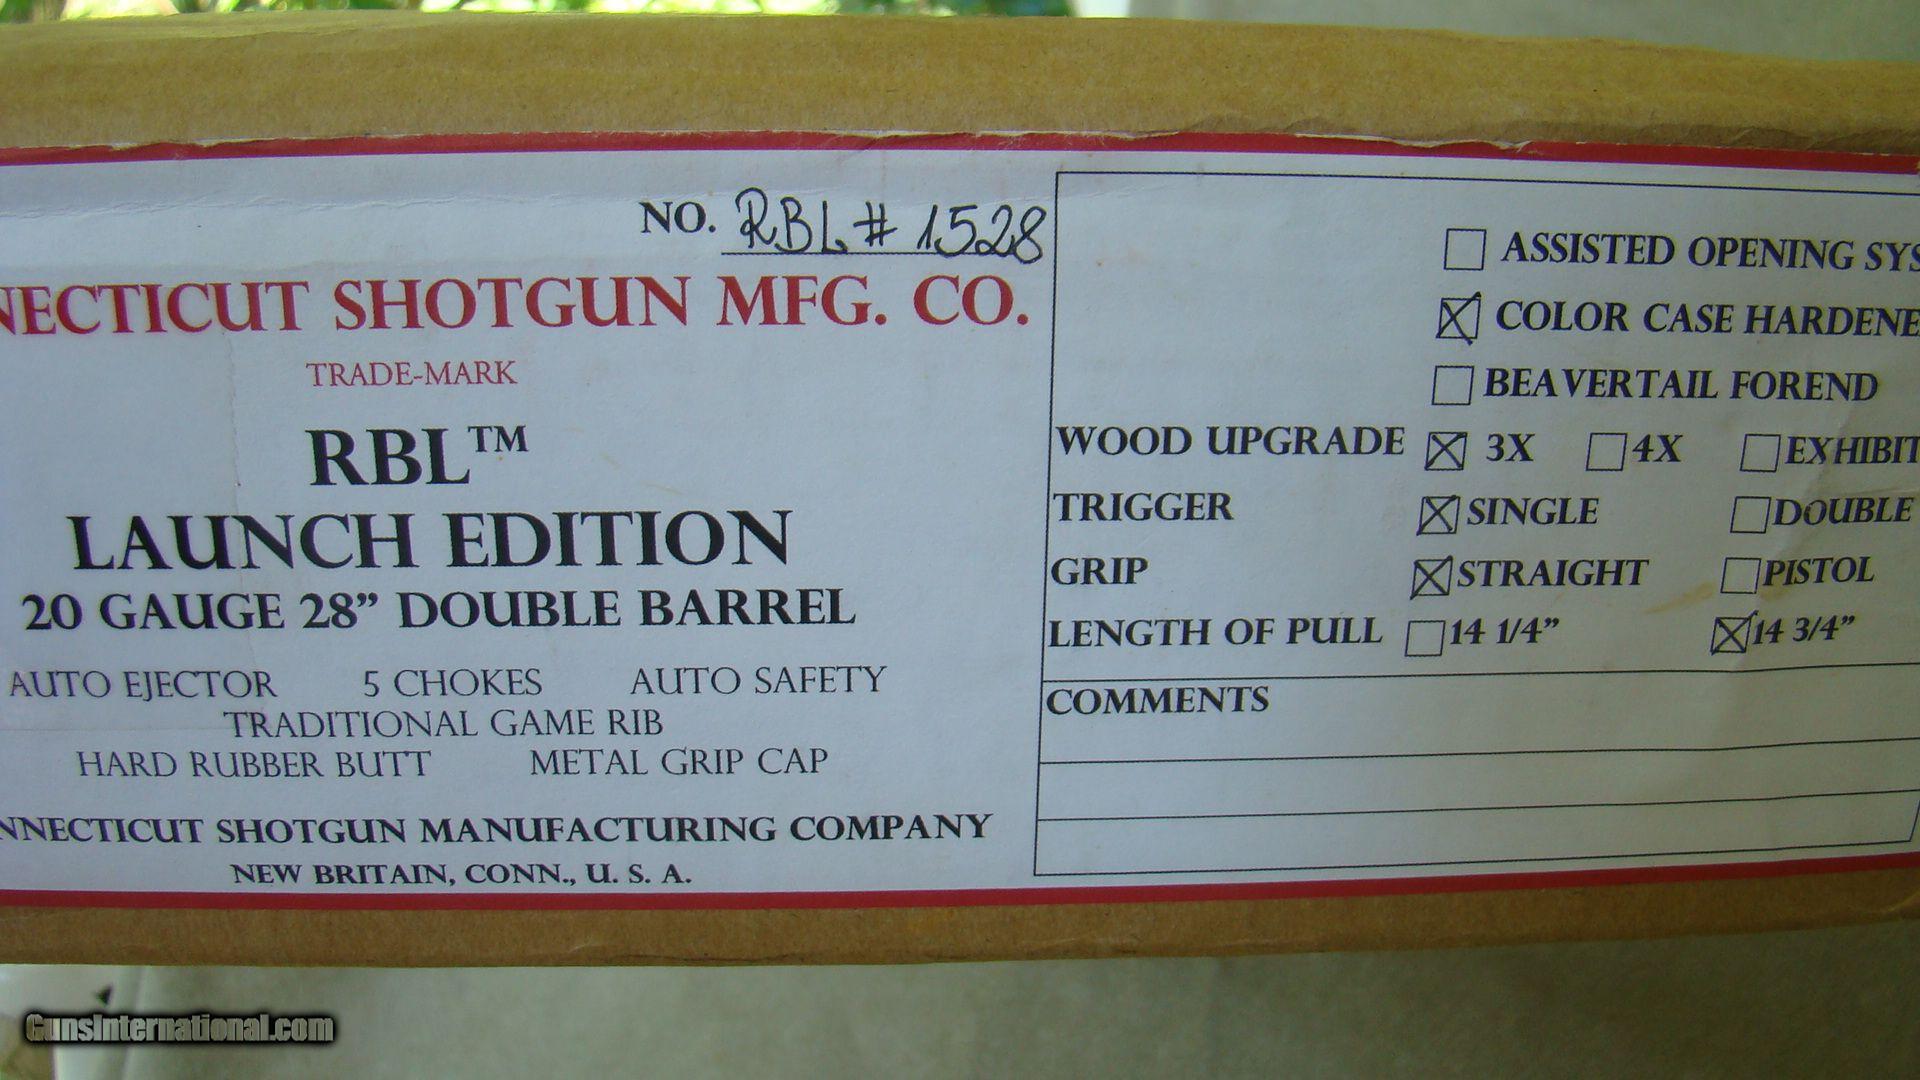 NO. RBL# 1528
NECTICUT SHOTGUN MFG. CO.
TRADE-MARK
RBL™
LAUNCH EDITION
20 GAUGE 28” DOUBLE BARREL
AUTO EJECTOR 5 CHOKES AUTO SAFETY
TRADITIONAL GAME RIB
HARD RUBBER BUTT METAL GRIP CAP
NNECTICUT SHOTGUN MANUFACTURING COMPANY
NEW BRITAIN, CONN., U. S. A.
ASSISTED OPENING SYS
COLOR CASE HARDENE
BEAVERTAIL FOREND
WOOD UPGRADE 3X 4X EXHIBIT
TRIGGER SINGLE DOUBLE
GRIP STRAIGHT PISTOL
LENGTH OF PULL 14 1/4” 14 3/4”
COMMENTS
GunsInternational.com